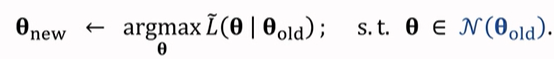 θ_new ← argmax_θ L̃(θ | θ_old) ; s.t. θ ∈ 𝒩(θ_old).